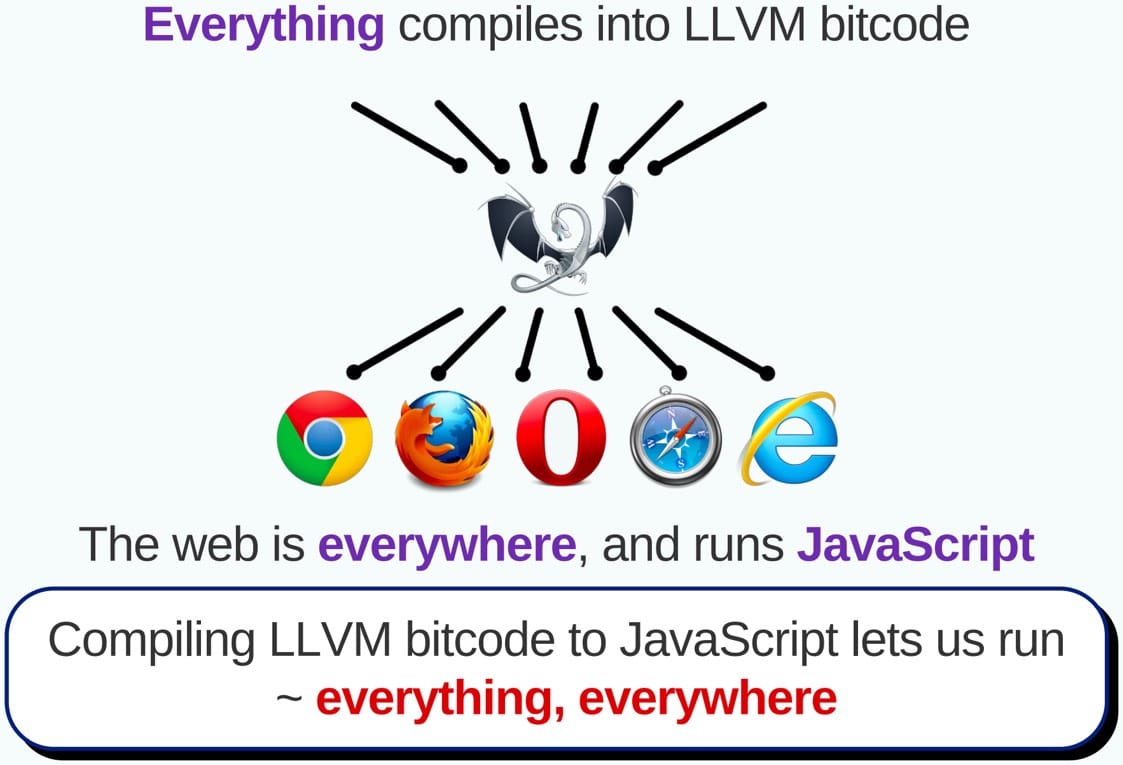 Everything compiles into LLVM bitcode
The web is everywhere, and runs JavaScript
Compiling LLVM bitcode to JavaScript lets us run
~ everything, everywhere